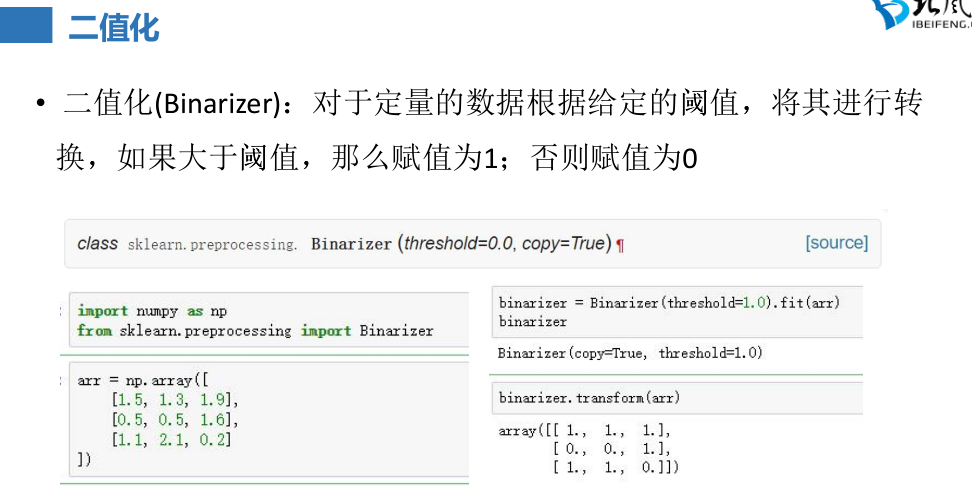 二值化
IBEIFENG.
• 二值化(Binarizer)：对于定量的数据根据给定的阈值，将其进行转
换，如果大于阈值，那么赋值为1；否则赋值为0
class sklearn.preprocessing. Binarizer (threshold=0.0, copy=True) ¶ [source]
import numpy as np
from sklearn.preprocessing import Binarizer
arr = np.array([
[1.5, 1.3, 1.9],
[0.5, 0.5, 1.6],
[1.1, 2.1, 0.2]
])
binarizer = Binarizer(threshold=1.0).fit(arr)
binarizer
Binarizer(copy=True, threshold=1.0)
binarizer.transform(arr)
array([[ 1., 1., 1.],
[ 0., 0., 1.],
[ 1., 1., 0.]])